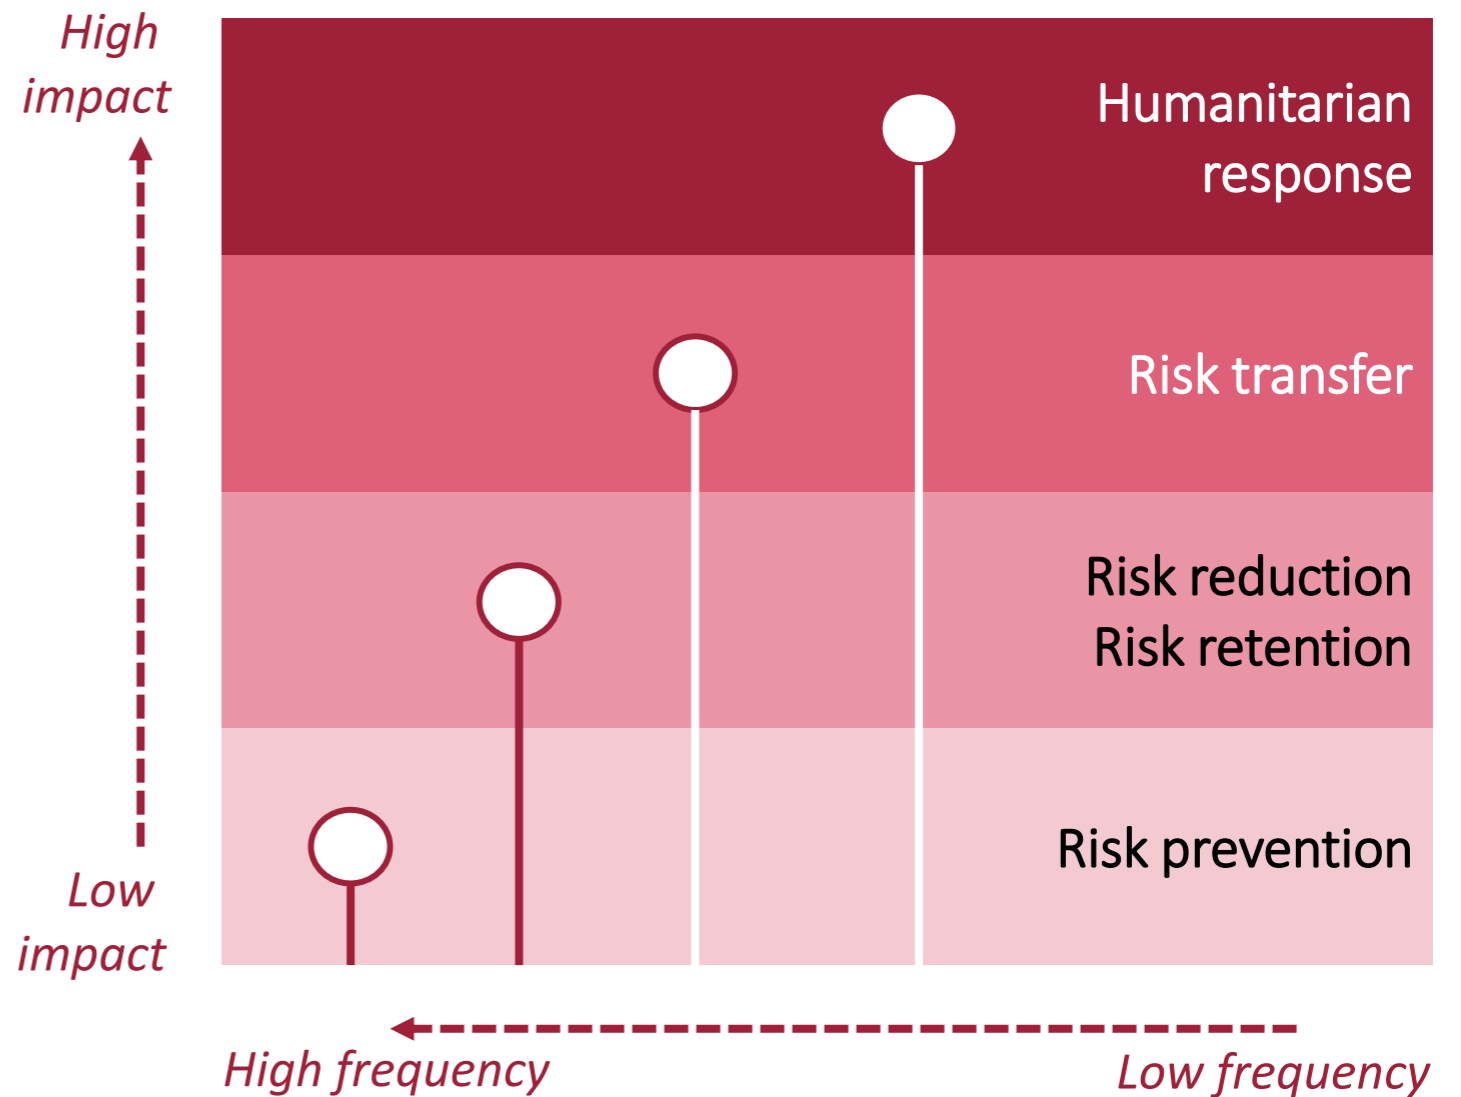 High
impact
Humanitarian
response
Risk transfer
Risk reduction
Risk retention
Risk prevention
Low
impact
High frequency
Low frequency